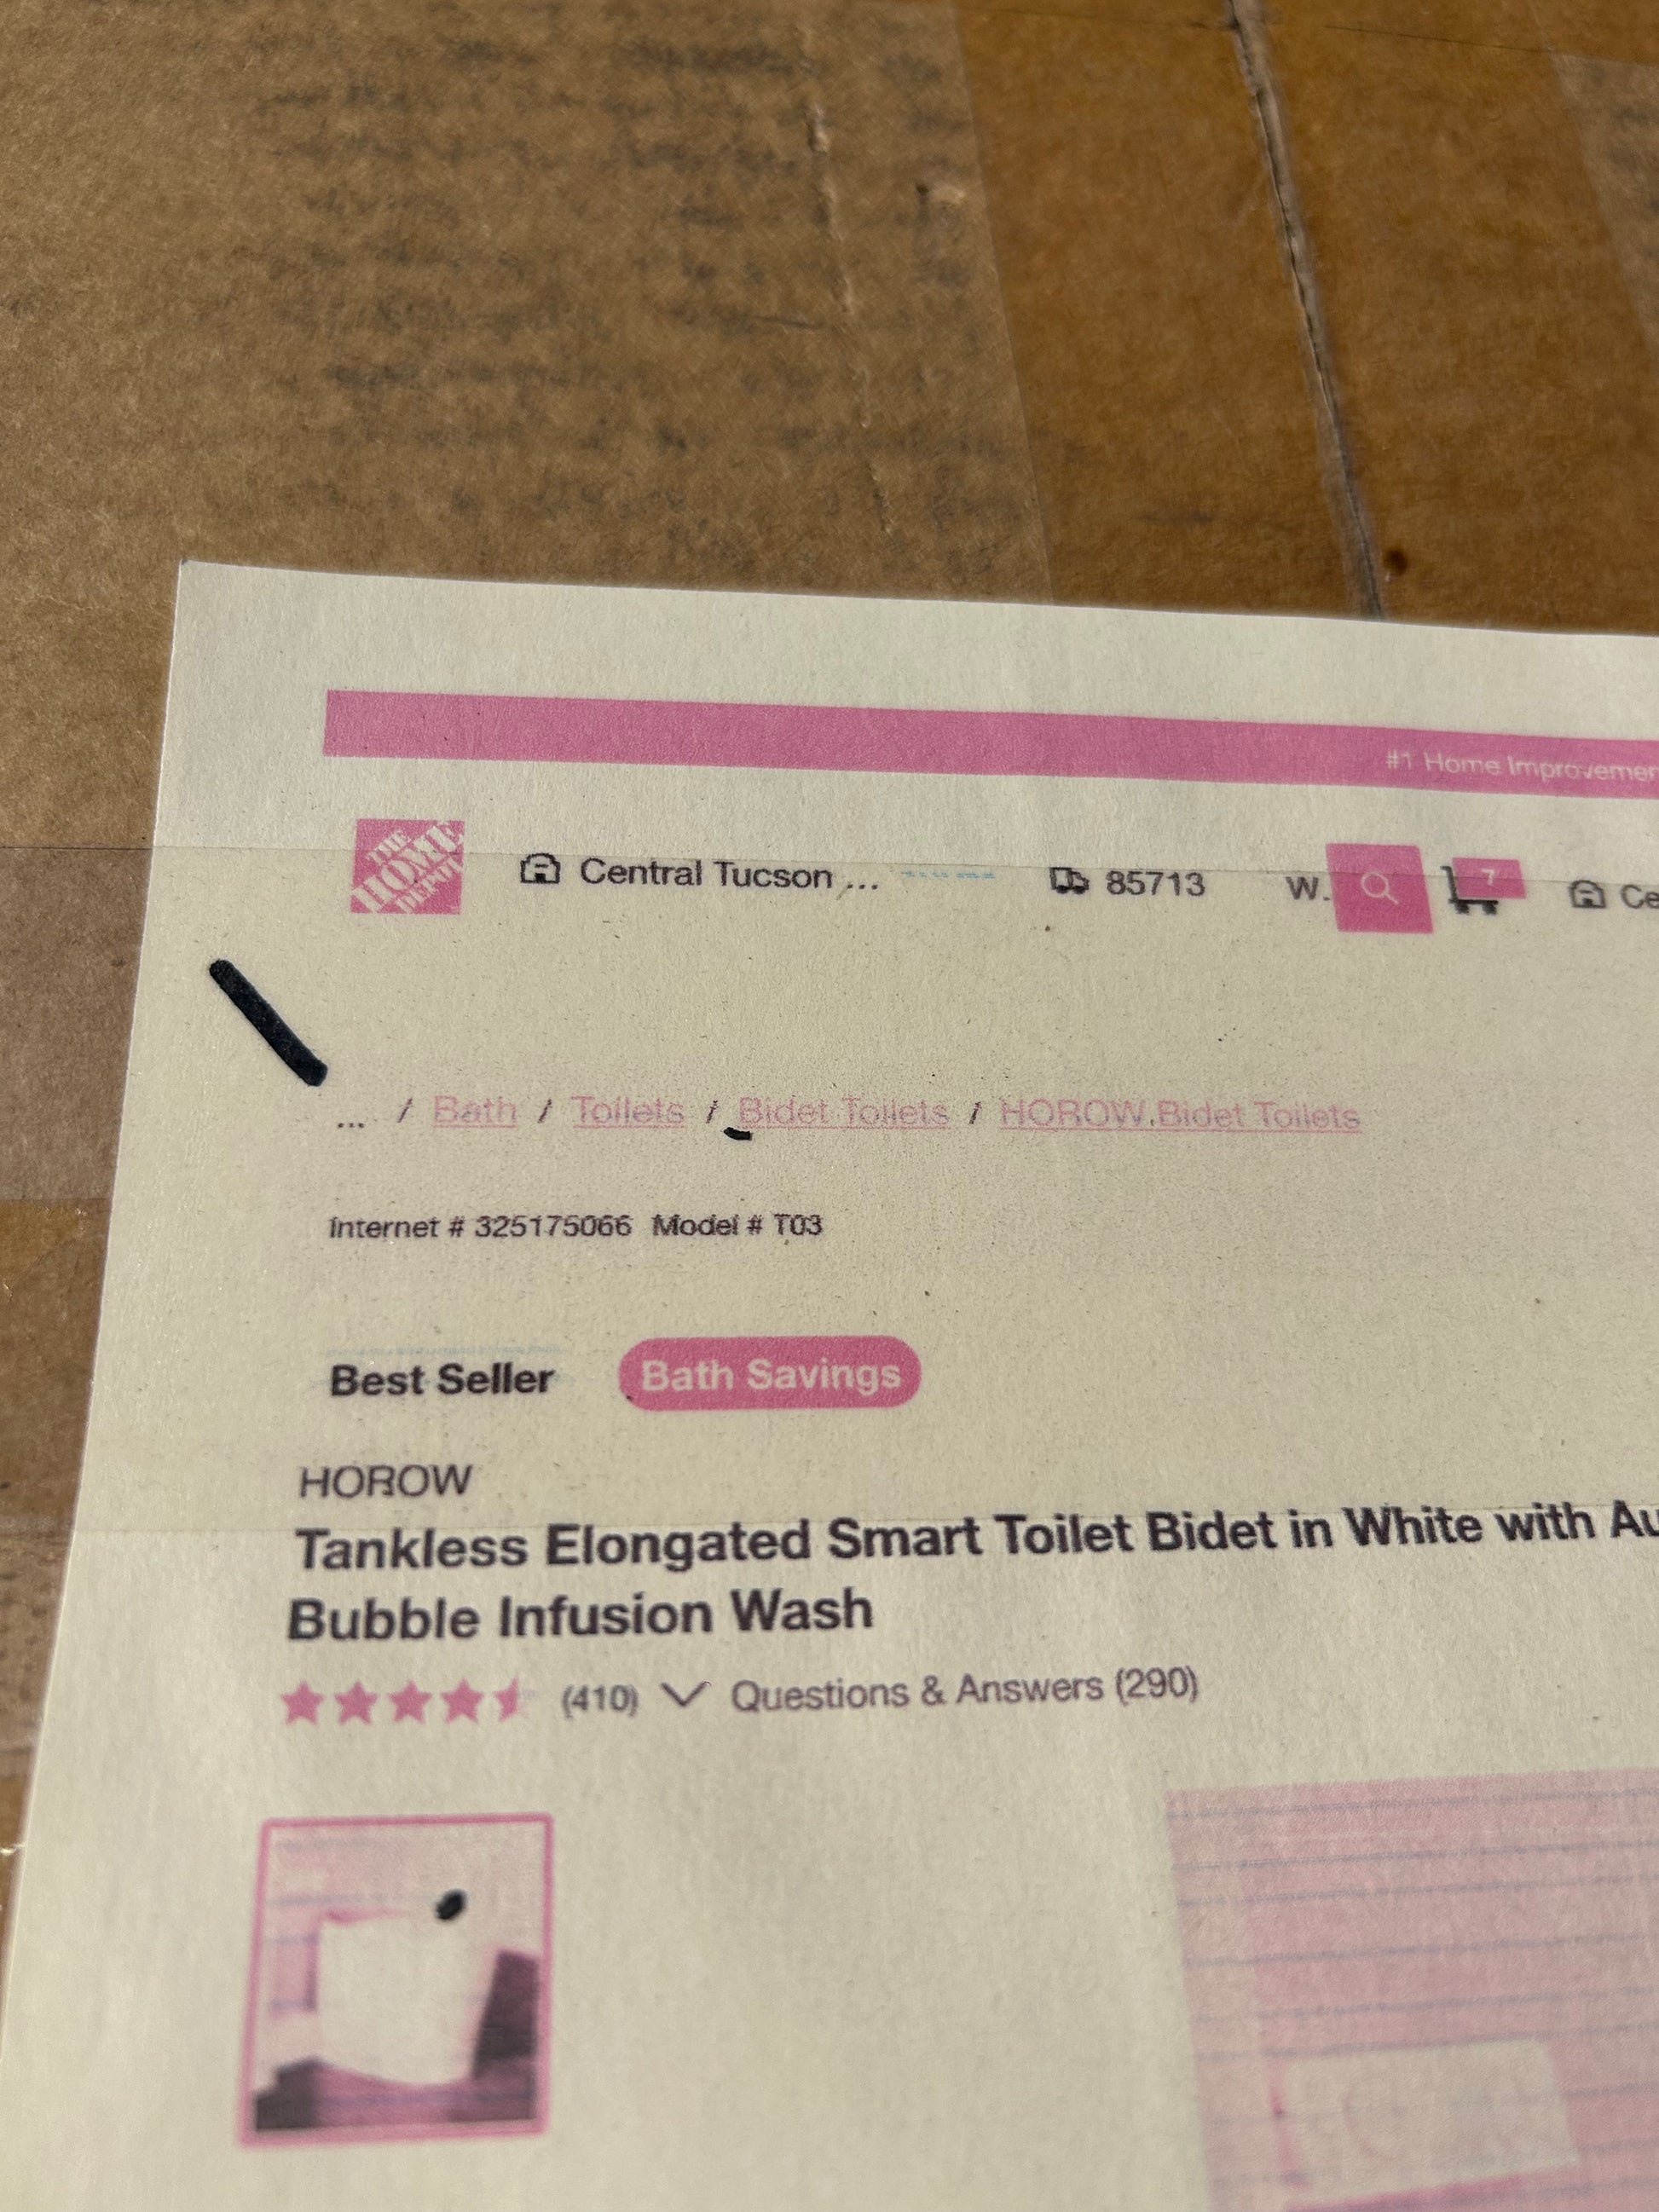 #1 Home Improvemen
THE HOME DEPOT Central Tucson ... 85713 W. 7 Ce
... / Bath / Toilets / Bidet Toilets / HOROW Bidet Toilets
Internet # 325175066 Model # T03
Best Seller Bath Savings
HOROW
Tankless Elongated Smart Toilet Bidet in White with Au
Bubble Infusion Wash
(410) Questions & Answers (290)